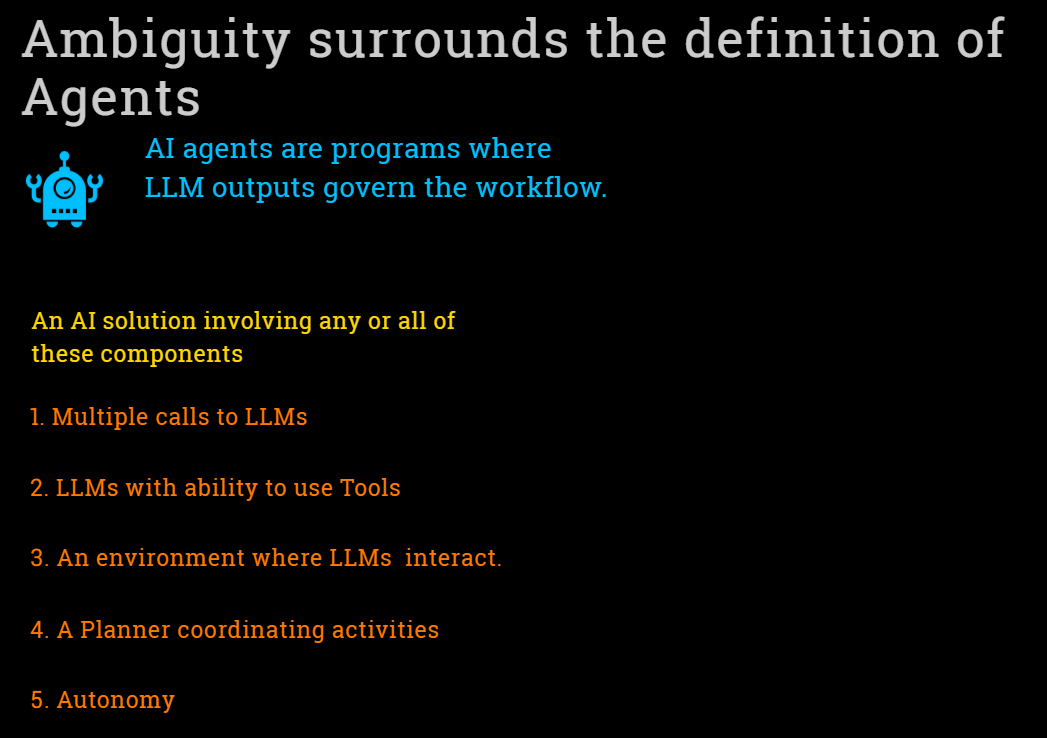 Ambiguity surrounds the definition of
Agents
AI agents are programs where
LLM outputs govern the workflow.
An AI solution involving any or all of
these components
1. Multiple calls to LLMs
2. LLMs with ability to use Tools
3. An environment where LLMs  interact.
4. A Planner coordinating activities
5. Autonomy